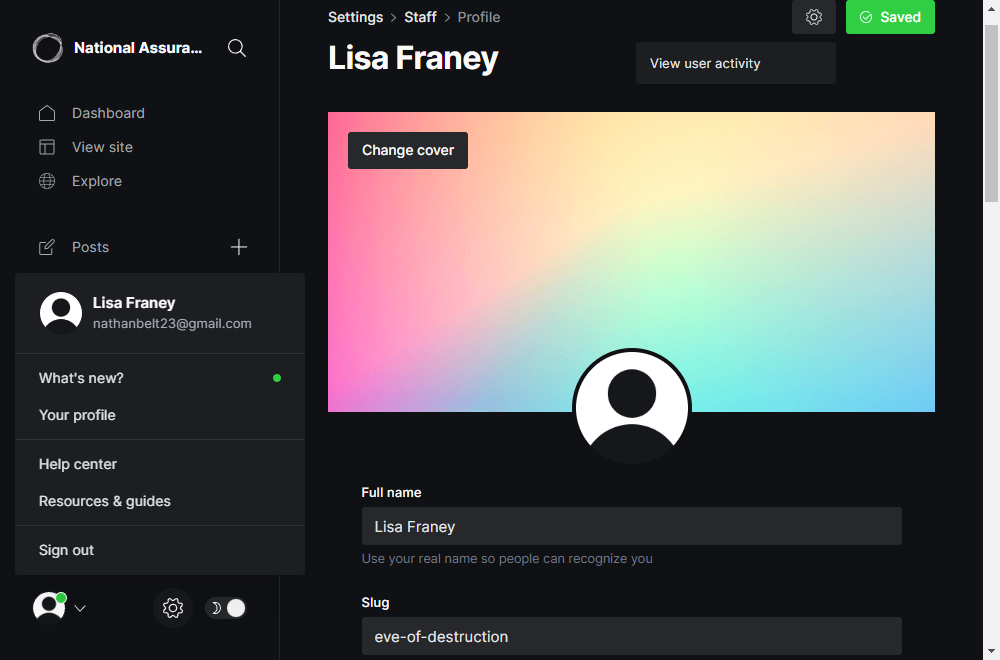 National Assura...
Dashboard
View site
Explore
Posts
Lisa Franey
nathanbelt23@gmail.com
What's new?
Your profile
Help center
Resources & guides
Sign out
Settings > Staff > Profile
Saved
Lisa Franey
View user activity
Change cover
Full name
Lisa Franey
Use your real name so people can recognize you
Slug
eve-of-destruction